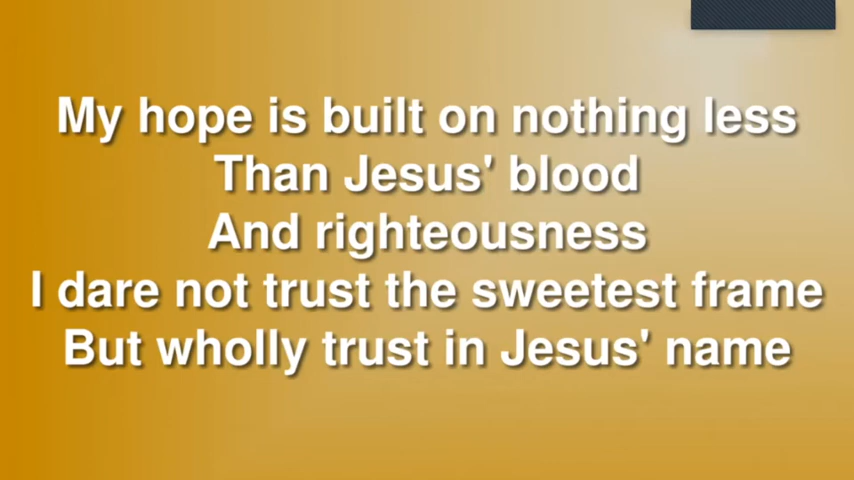 My hope is built on nothing less
Than Jesus' blood
And righteousness
I dare not trust the sweetest frame
But wholly trust in Jesus' name